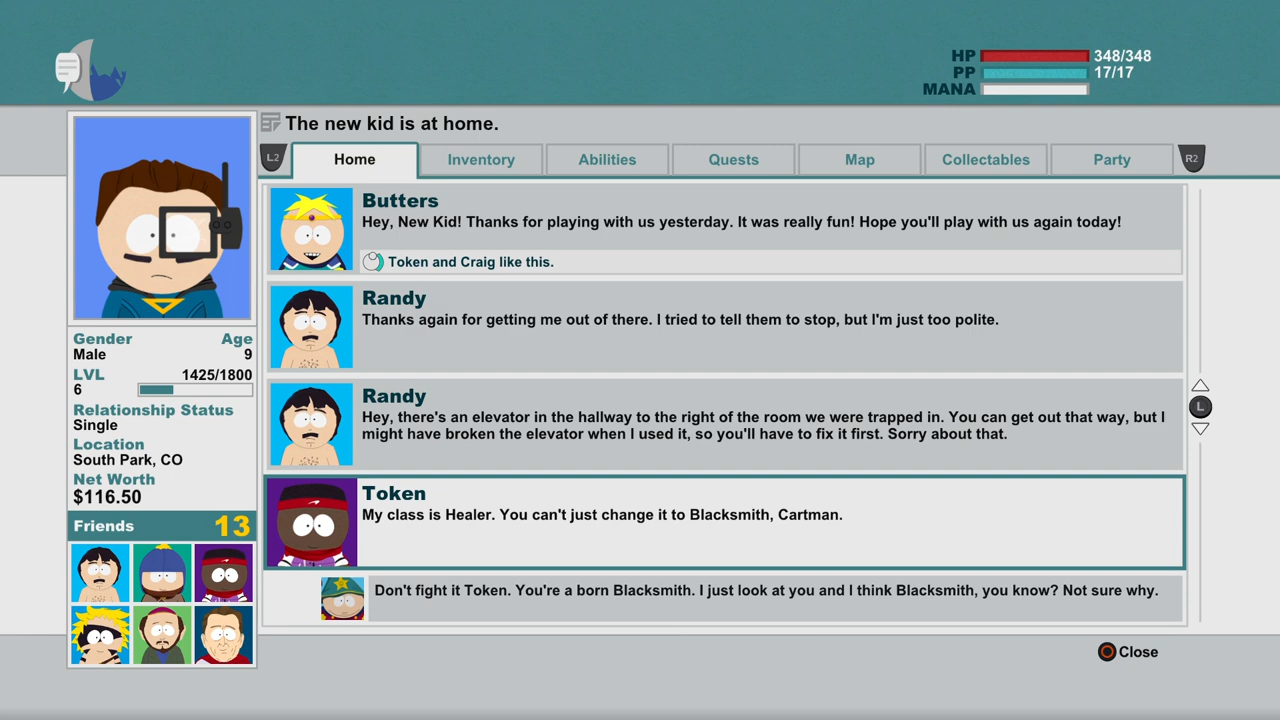 HP 348/348
PP 17/17
MANA
The new kid is at home.
L2 Home Inventory Abilities Quests Map Collectables Party R2
Gender Age
Male 9
LVL 1425/1800
6
Relationship Status
Single
Location
South Park, CO
Net Worth
$116.50
Friends 13
Butters
Hey, New Kid! Thanks for playing with us yesterday. It was really fun! Hope you'll play with us again today!
Token and Craig like this.
Randy
Thanks again for getting me out of there. I tried to tell them to stop, but I'm just too polite.
Randy
Hey, there's an elevator in the hallway to the right of the room we were trapped in. You can get out that way, but I
might have broken the elevator when I used it, so you'll have to fix it first. Sorry about that.
Token
My class is Healer. You can't just change it to Blacksmith, Cartman.
Don't fight it Token. You're a born Blacksmith. I just look at you and I think Blacksmith, you know? Not sure why.
L
Close